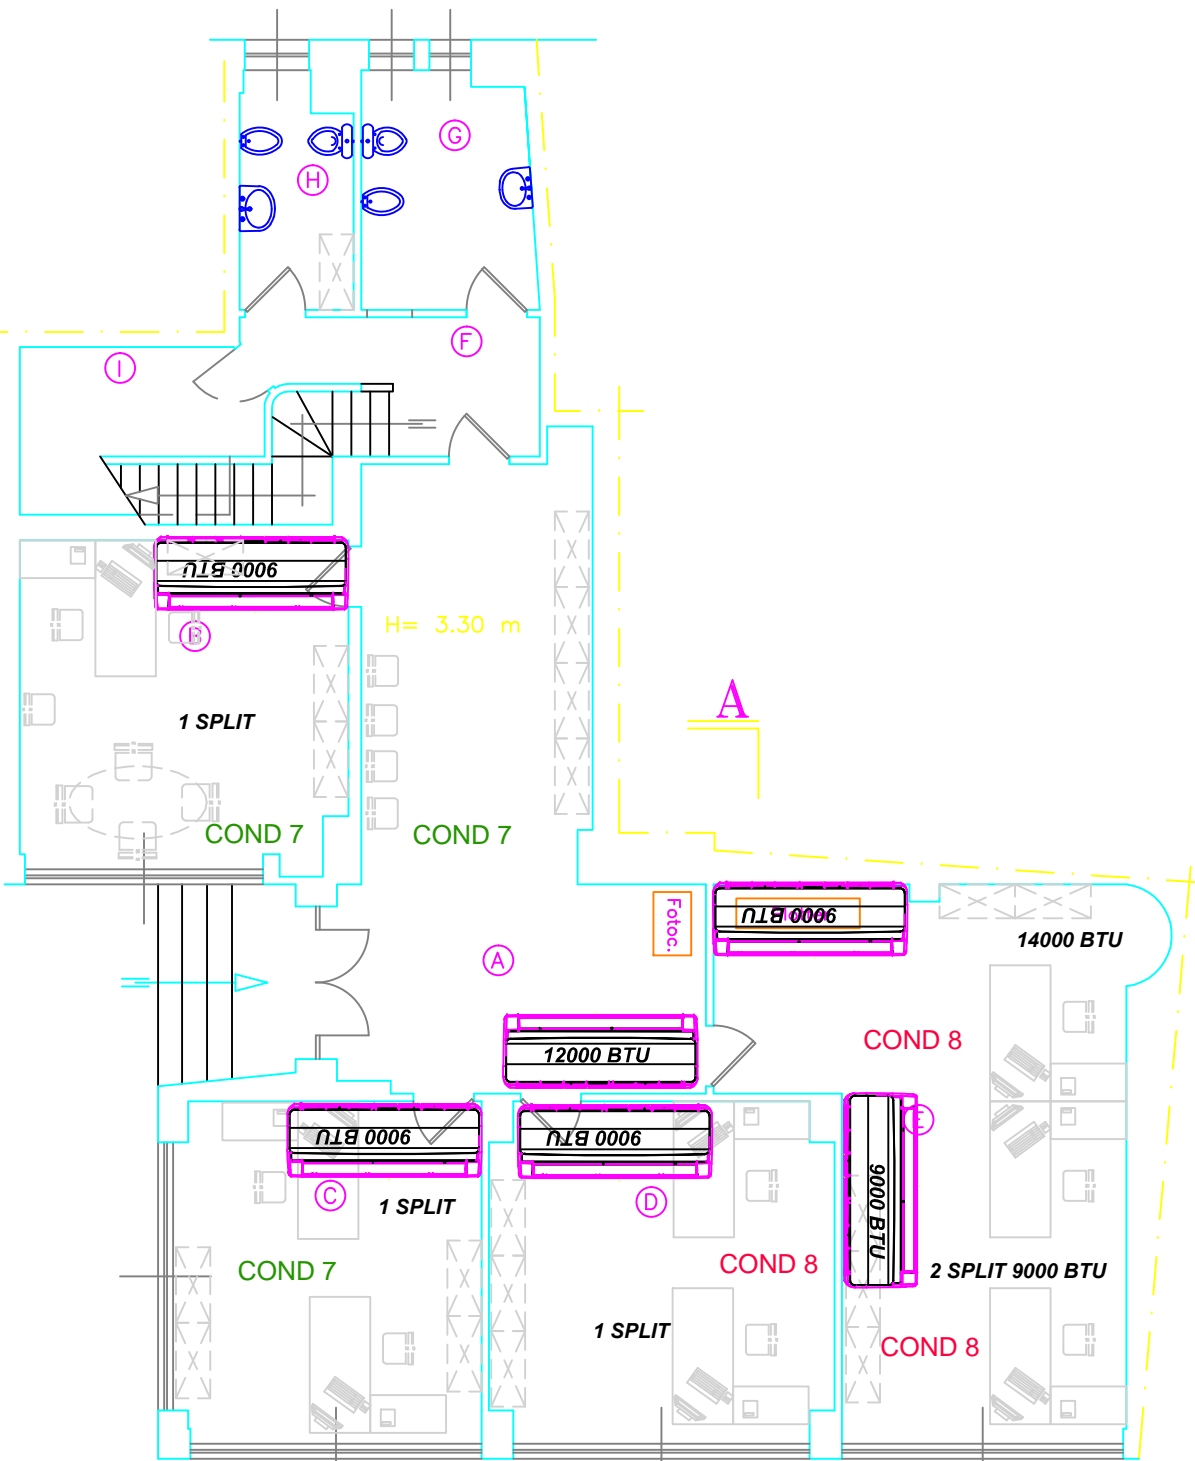 G
H
F
I
9000 BTU
B
H= 3.30 m
1 SPLIT
A
COND 7
COND 7
Fotoc.
9000 BTU
14000 BTU
A
12000 BTU
COND 8
9000 BTU
9000 BTU
E
C
1 SPLIT
D
9000 BTU
COND 7
COND 8
2 SPLIT 9000 BTU
1 SPLIT
COND 8